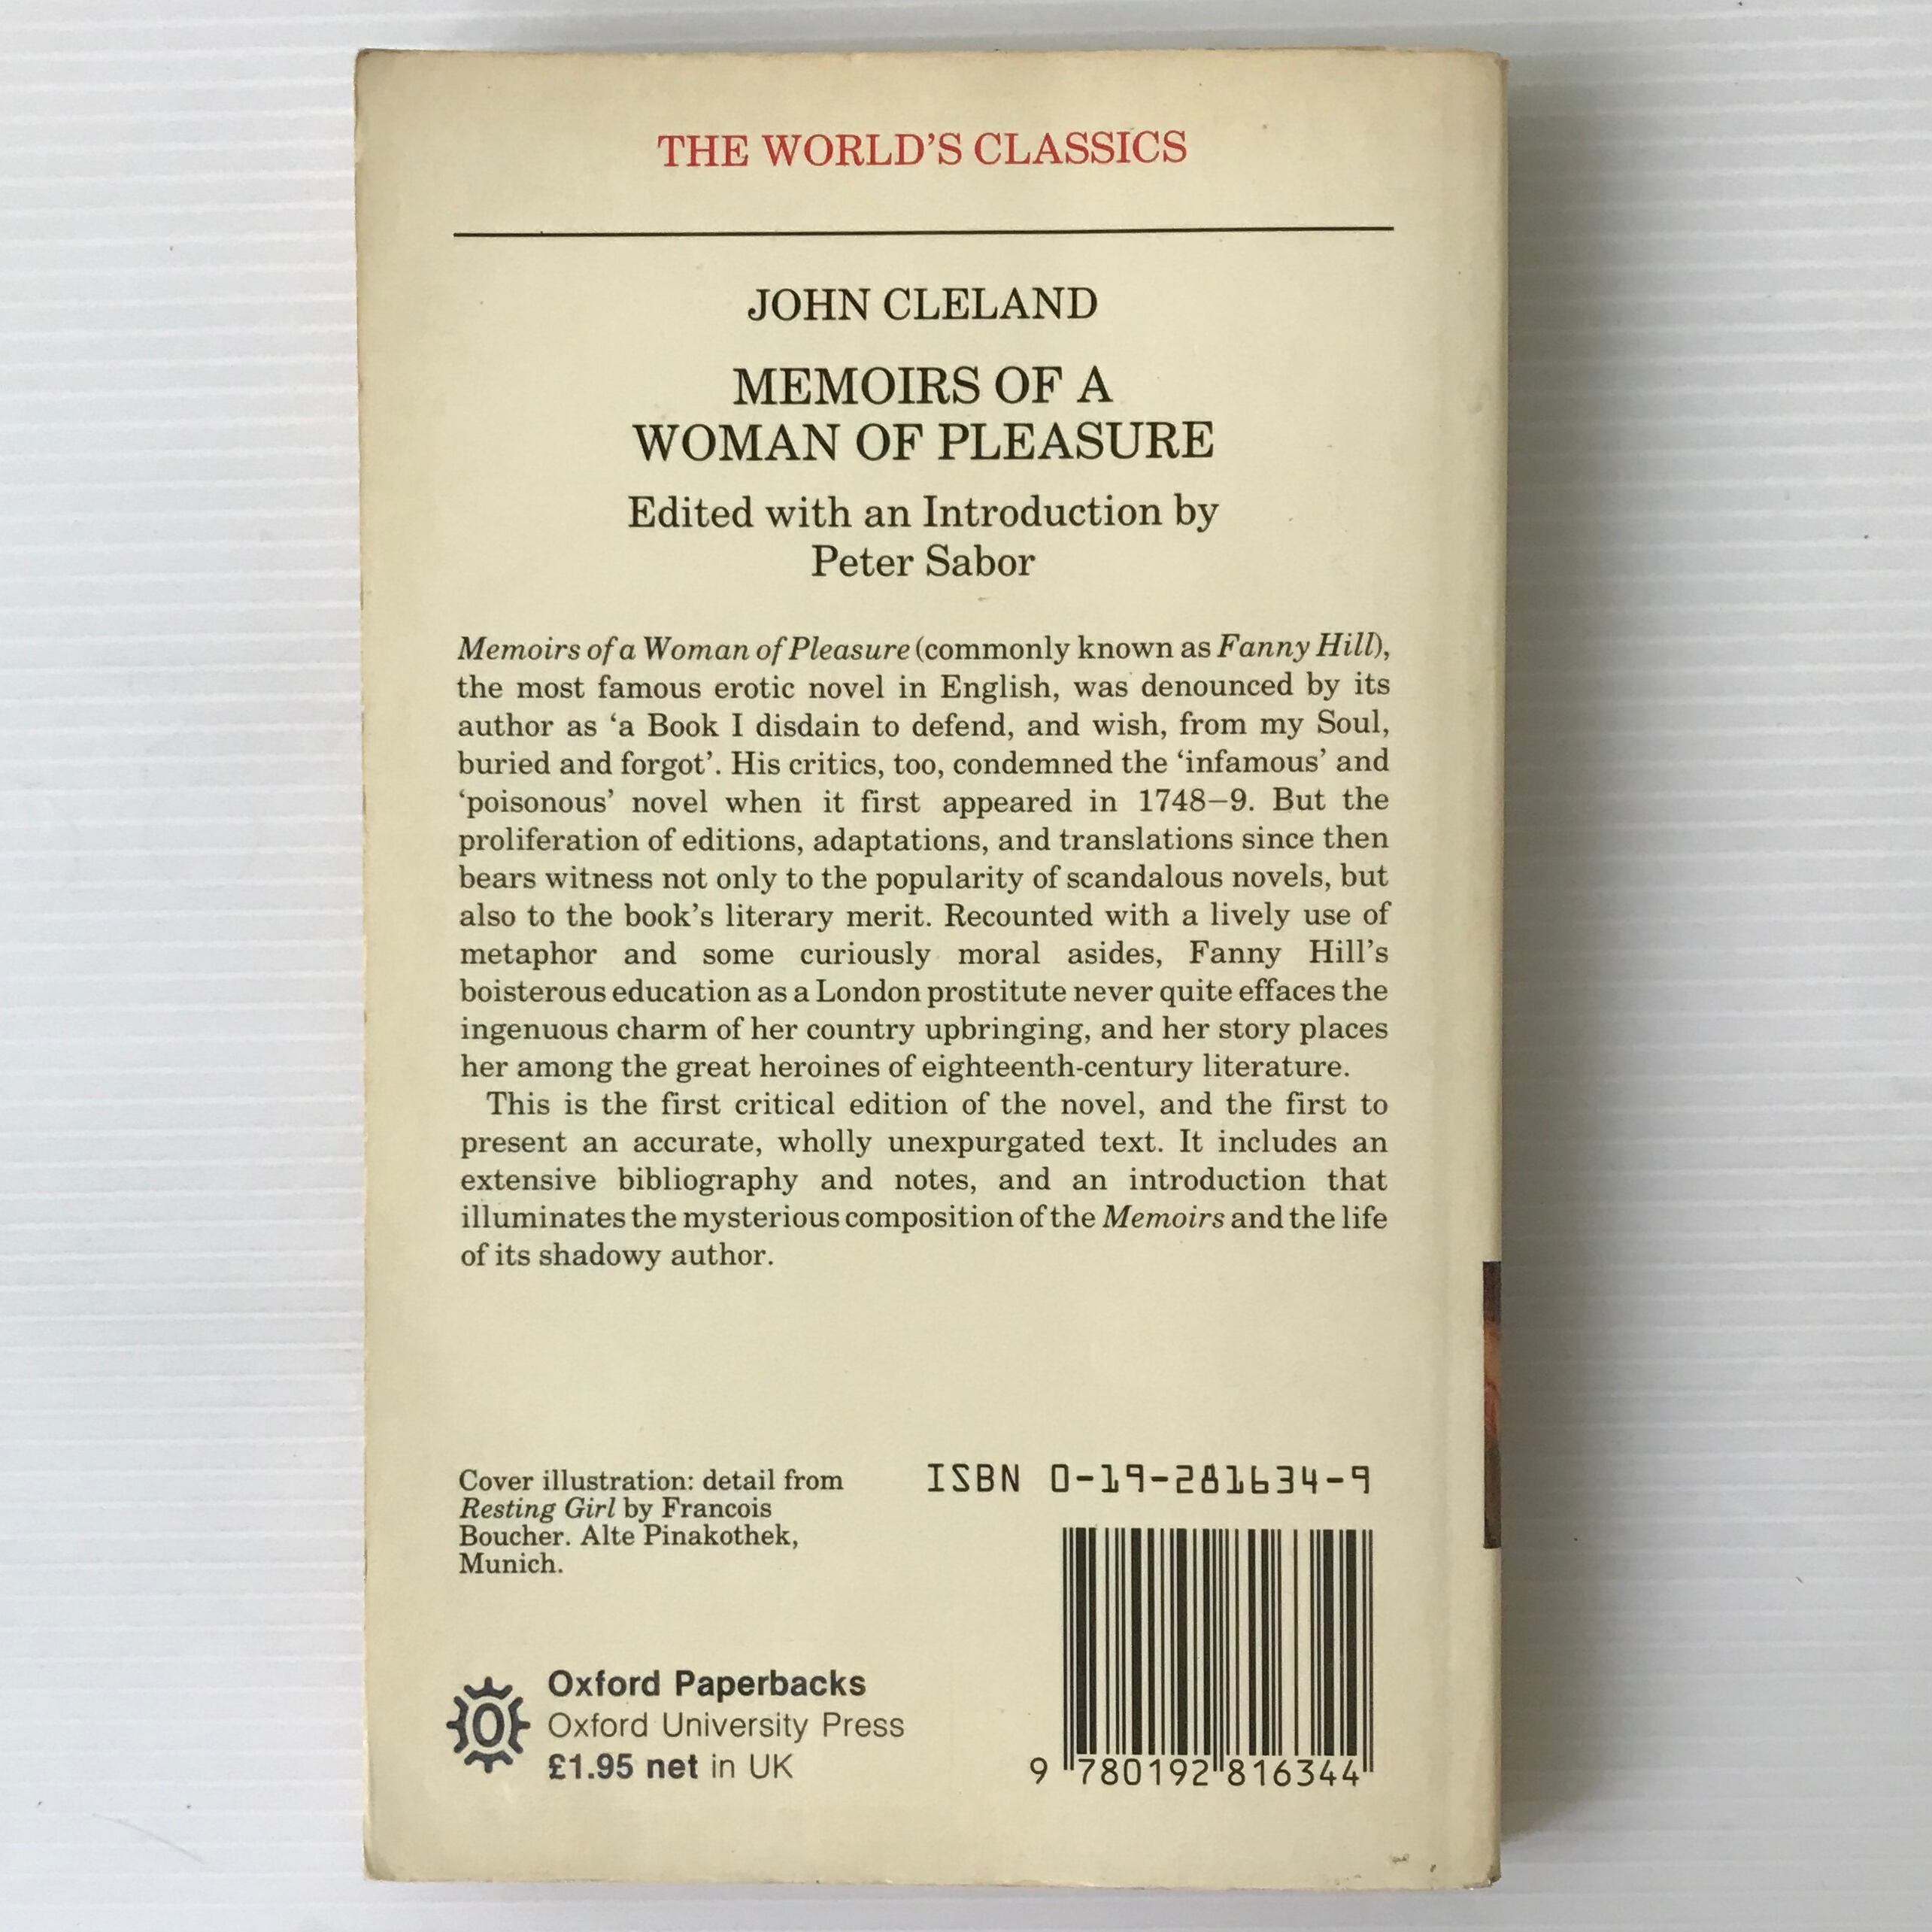 THE WORLD'S CLASSICS
JOHN CLELAND
MEMOIRS OF A
WOMAN OF PLEASURE
Edited with an Introduction by
Peter Sabor
Memoirs of a Woman of Pleasure (commonly known as Fanny Hill),
the most famous erotic novel in English, was denounced by its
author as ‘a Book I disdain to defend, and wish, from my Soul,
buried and forgot’. His critics, too, condemned the ‘infamous’ and
‘poisonous’ novel when it first appeared in 1748–9. But the
proliferation of editions, adaptations, and translations since then
bears witness not only to the popularity of scandalous novels, but
also to the book’s literary merit. Recounted with a lively use of
metaphor and some curiously moral asides, Fanny Hill’s
boisterous education as a London prostitute never quite effaces the
ingenuous charm of her country upbringing, and her story places
her among the great heroines of eighteenth-century literature.
This is the first critical edition of the novel, and the first to
present an accurate, wholly unexpurgated text. It includes an
extensive bibliography and notes, and an introduction that
illuminates the mysterious composition of the Memoirs and the life
of its shadowy author.
Cover illustration: detail from
Resting Girl by Francois
Boucher. Alte Pinakothek,
Munich.
ISBN 0-19-281634-9
Oxford Paperbacks
Oxford University Press
£1.95 net in UK
9 780192 816344